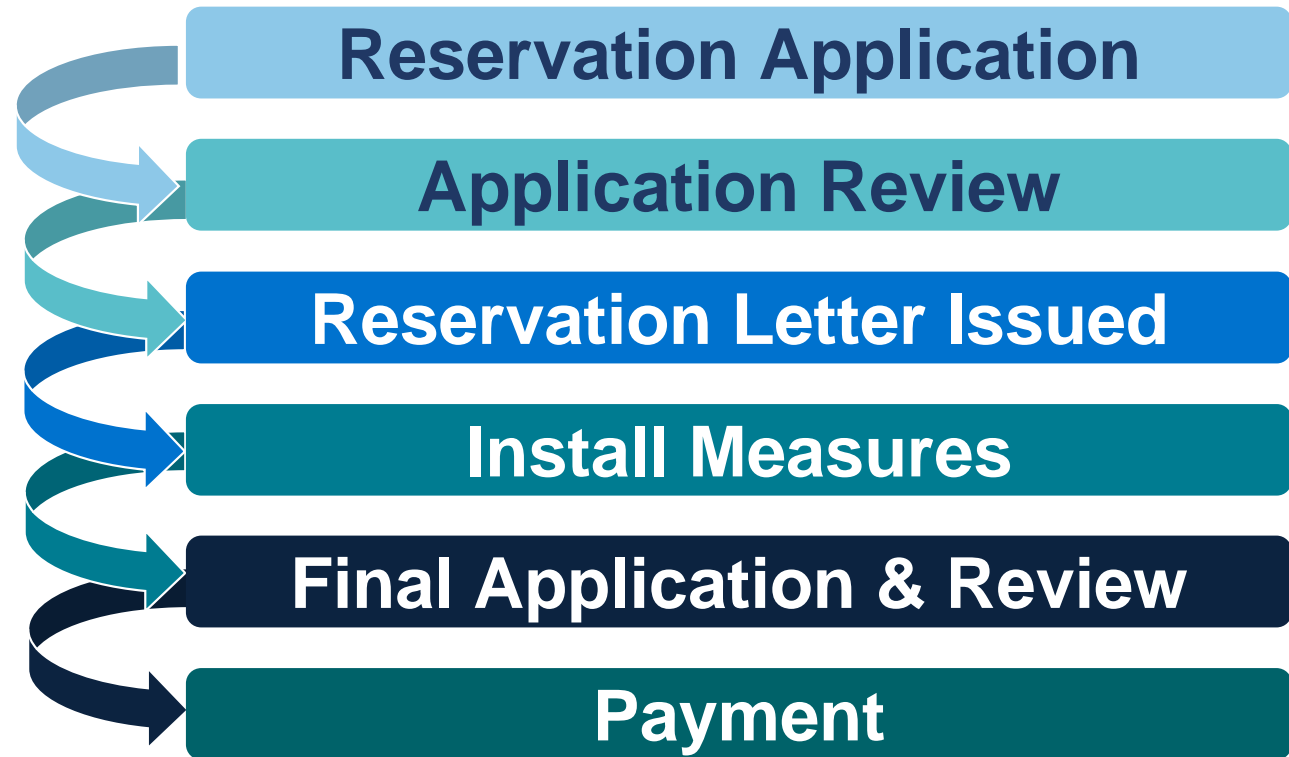 Reservation Application
Application Review
Reservation Letter Issued
Install Measures
Final Application & Review
Payment